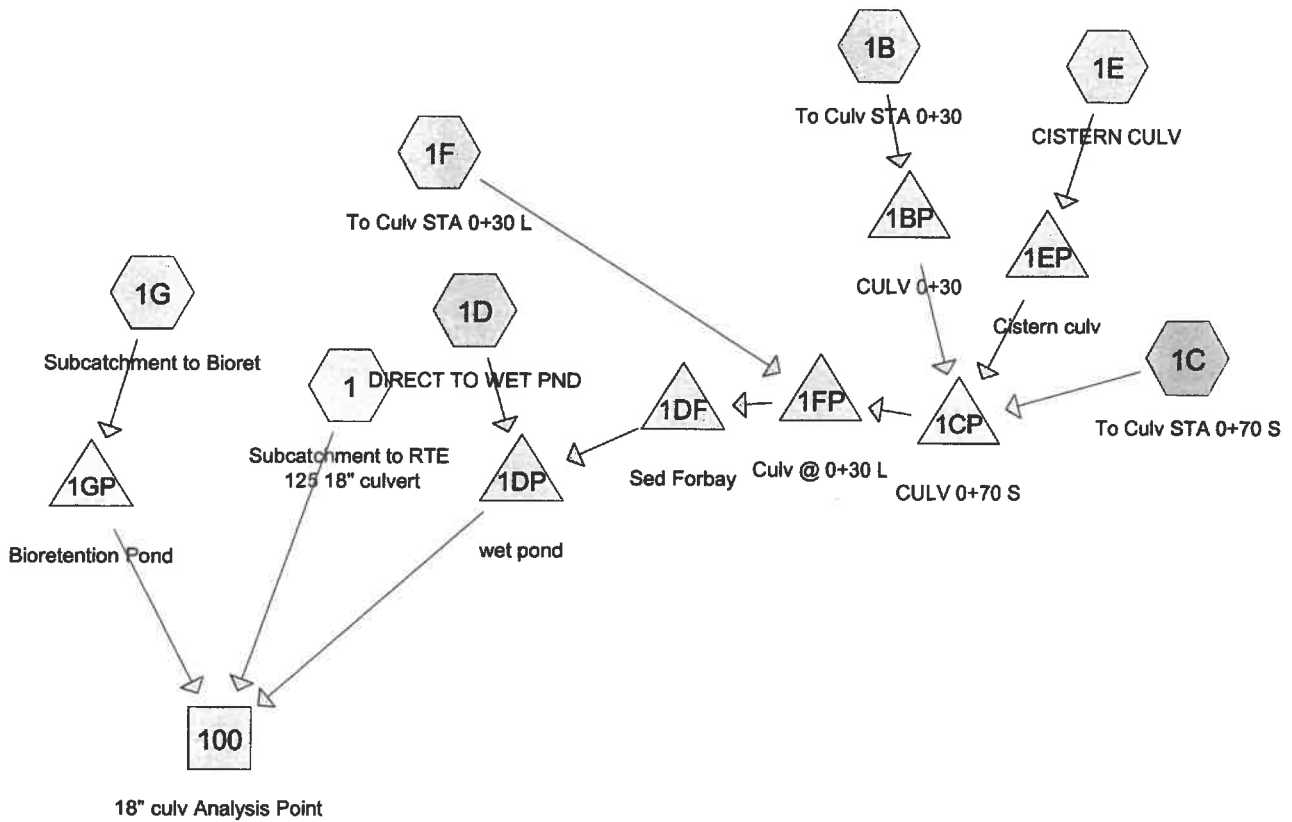 1B
To Culv STA 0+30
1E
CISTERN CULV
1F
To Culv STA 0+30 L
1BP
CULV 0+30
1EP
Cistern culv
1G
Subcatchment to Bioret
1D
DIRECT TO WET PND
1
Subcatchment to RTE
125 18" culvert
1C
To Culv STA 0+70 S
1CP
CULV 0+70 S
1FP
Culv @ 0+30 L
1DF
Sed Forbay
1DP
wet pond
1GP
Bioretention Pond
100
18" culv Analysis Point